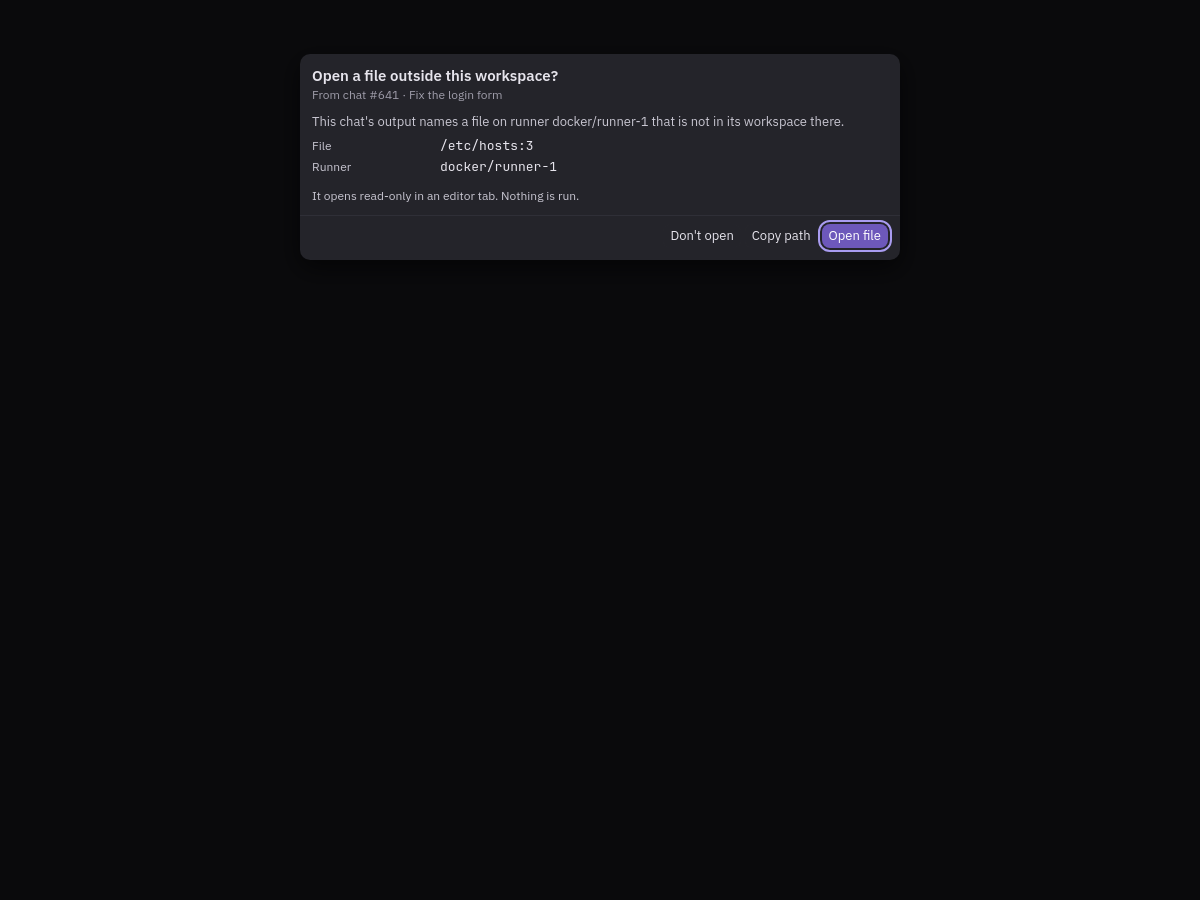 Open a file outside this workspace?
From chat #641 · Fix the login form
This chat's output names a file on runner docker/runner-1 that is not in its workspace there.
File /etc/hosts:3
Runner docker/runner-1
It opens read-only in an editor tab. Nothing is run.
Don't open Copy path Open file